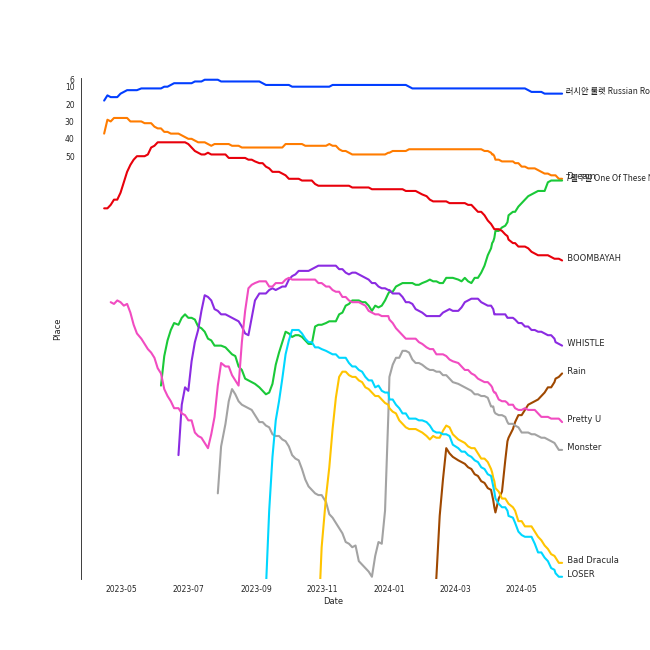 6
10
20
30
40
50
Place
러시안 룰렛 Russian Ro
One Of These N
BOOMBAYAH
WHISTLE
Rain
Pretty U
Monster
Bad Dracula
LOSER
2023-05
2023-07
2023-09
2023-11
2024-01
2024-03
2024-05
Date